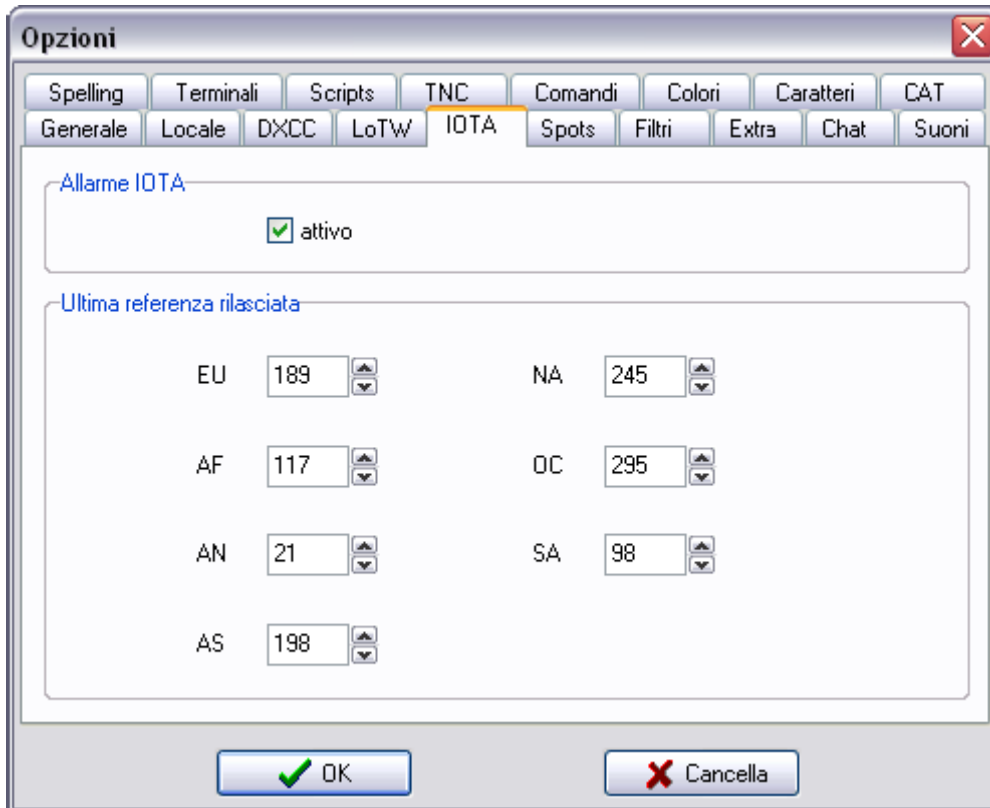 Opzioni
Spelling Terminali Scripts TNC Comandi Colori Caratteri CAT
Generale Locale DXCC LoTW IOTA Spots Filtri Extra Chat Suoni
Allarme IOTA
attivo
Ultima referenza rilasciata
EU 189 NA 245
AF 117 OC 295
AN 21 SA 98
AS 198
OK Cancella